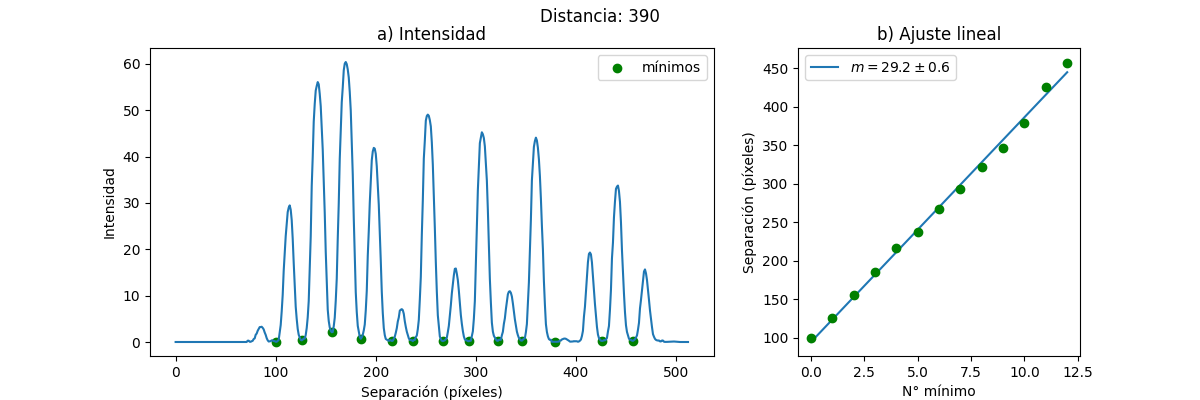 Distancia: 390
a) Intensidad
b) Ajuste lineal
mínimos
m = 29.2 ± 0.6
Intensidad
60
50
40
30
20
10
0
0 100 200 300 400 500
Separación (píxeles)
Separación (píxeles)
450
400
350
300
250
200
150
100
0.0 2.5 5.0 7.5 10.0 12.5
N° mínimo